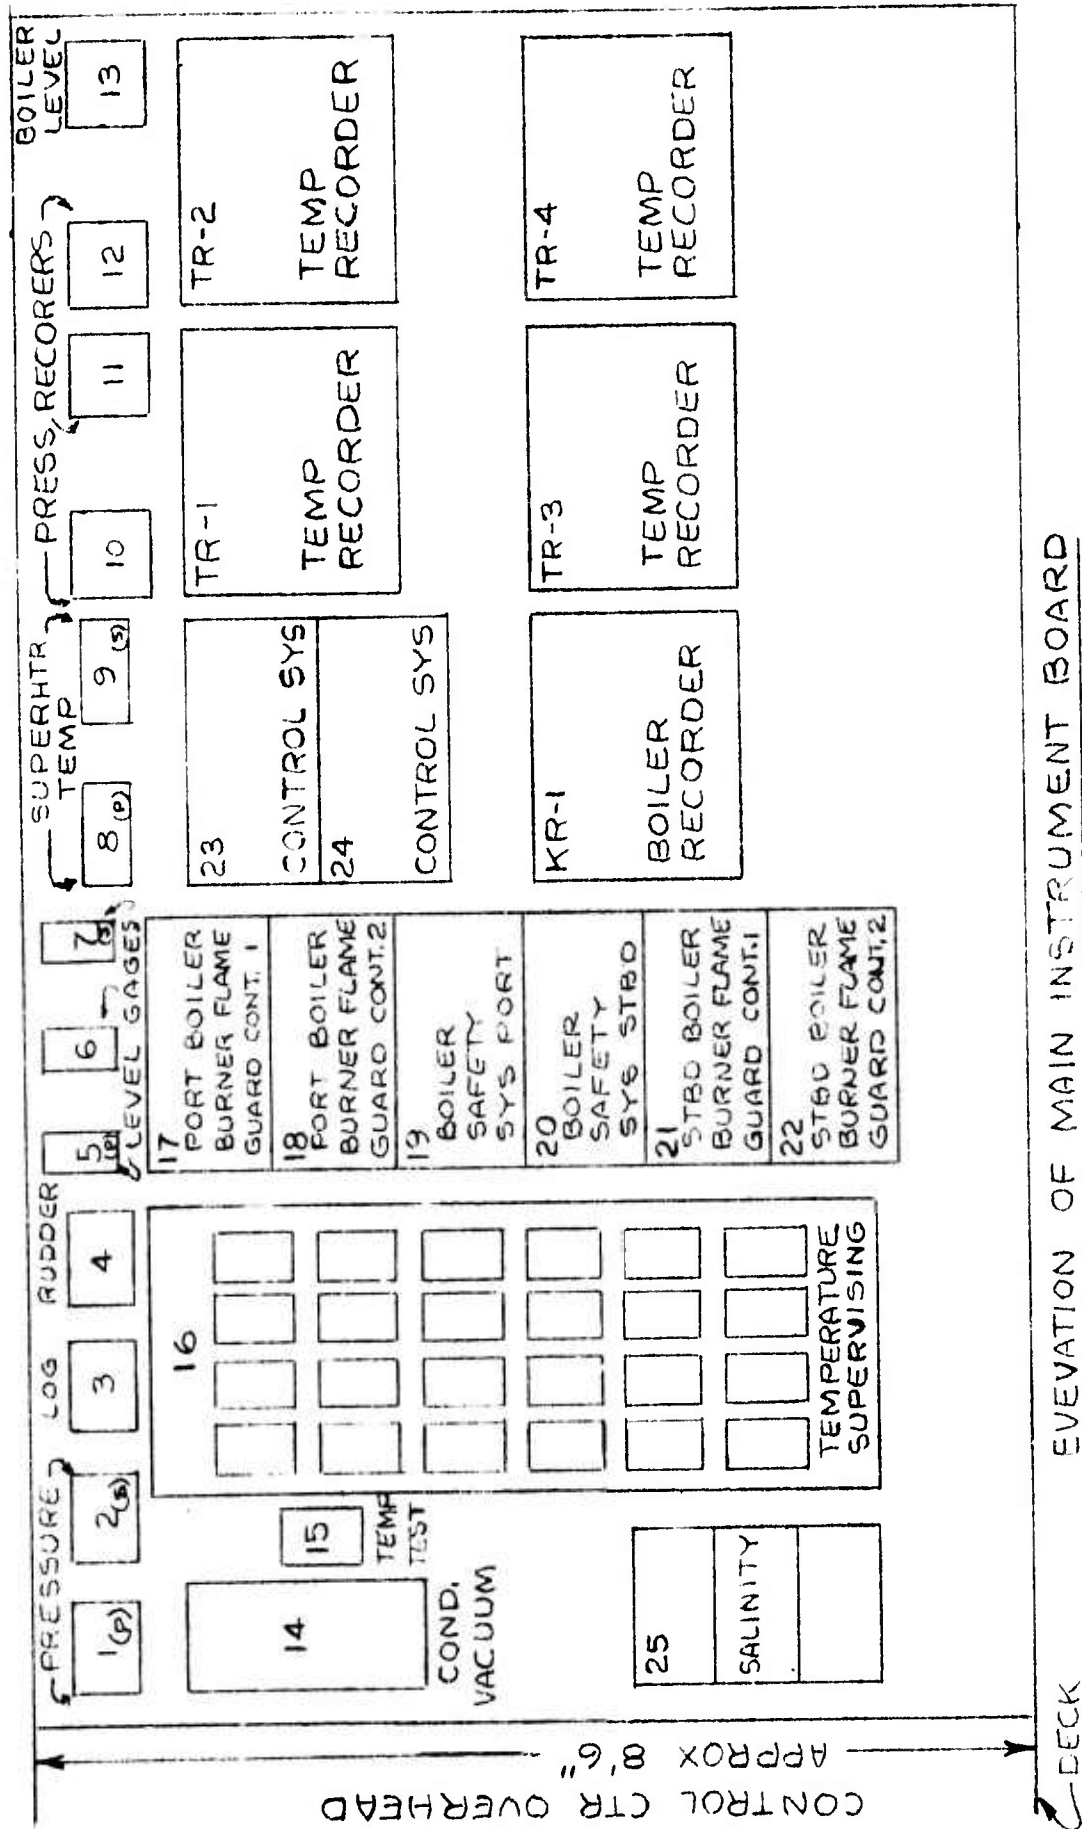 PRESSURE
LOG
RUDDER
SUPERHTR
TEMP
PRESS, RECORERS
BOILER
LEVEL
1(P)
2(S)
3
4
5(P)
6
7(S)
LEVEL GAGES
8(P)
9(S)
10
11
12
13
14
COND.
VACUUM
15
TEMP
TEST
16
TEMPERATURE
SUPERVISING
17
PORT BOILER
BURNER FLAME
GUARD CONT. 1
18
PORT BOILER
BURNER FLAME
GUARD CONT. 2
19
BOILER
SAFETY
SYS PORT
20
BOILER
SAFETY
SYS STBD
21
STBD BOILER
BURNER FLAME
GUARD CONT. 1
22
STBD BOILER
BURNER FLAME
GUARD CONT. 2
23
CONTROL SYS
24
CONTROL SYS
TR-1
TEMP
RECORDER
TR-2
TEMP
RECORDER
25
SALINITY
KR-1
BOILER
RECORDER
TR-3
TEMP
RECORDER
TR-4
TEMP
RECORDER
CONTROL CTR OVERHEAD
APPROX 8'6"
DECK
EVEVATION OF MAIN INSTRUMENT BOARD